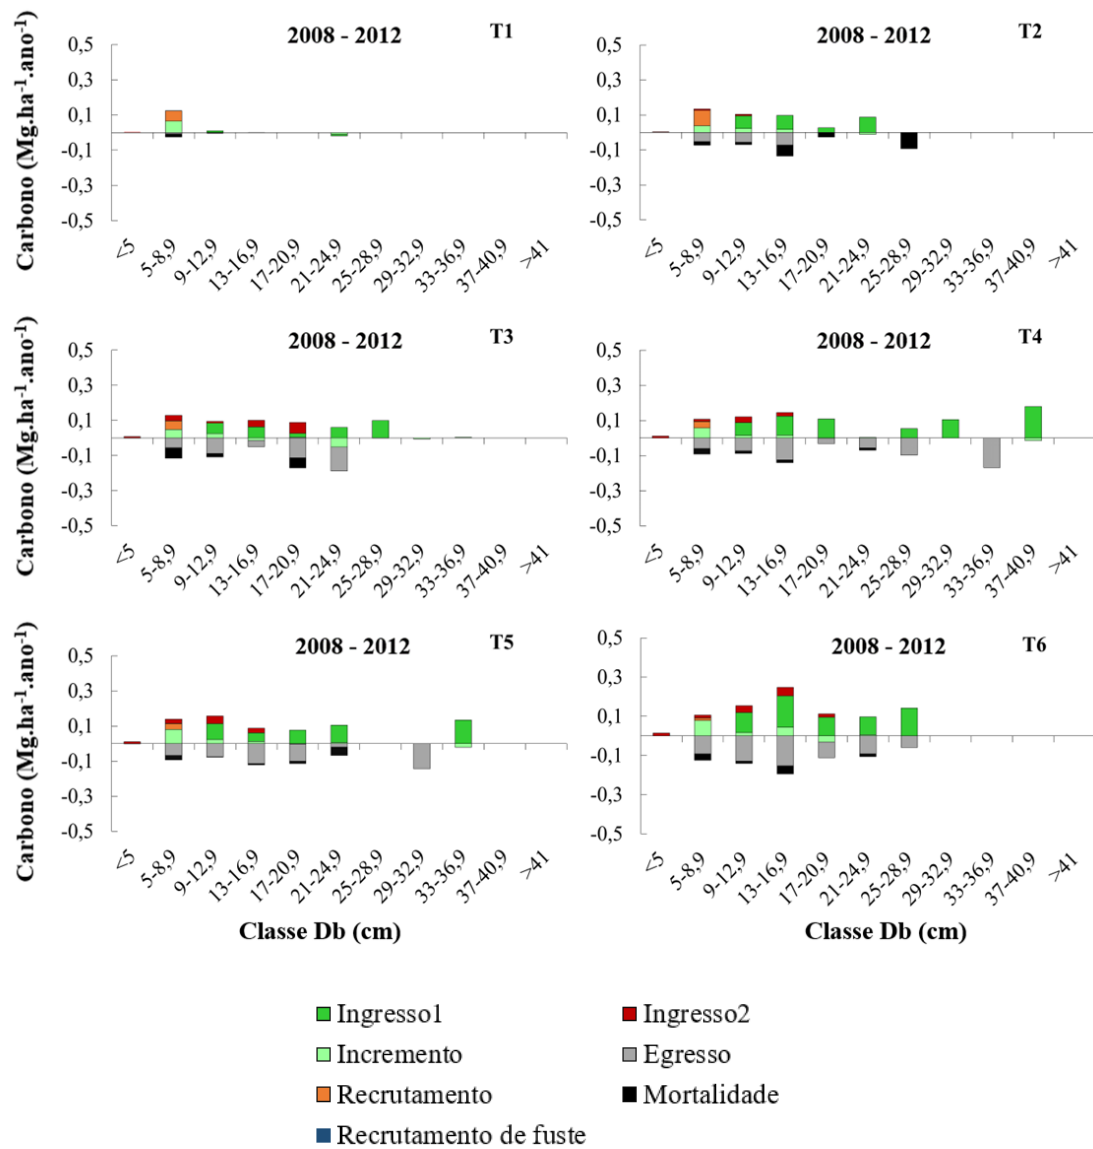 2008 - 2012 T1
Carbono (Mg.ha⁻¹.ano⁻¹)
0,5
0,3
0,1
-0,1
-0,3
-0,5
<5 5-8,9 9-12,9 13-16,9 17-20,9 21-24,9 25-28,9 29-32,9 33-36,9 37-40,9 >41
2008 - 2012 T2
0,5
0,3
0,1
-0,1
-0,3
-0,5
<5 5-8,9 9-12,9 13-16,9 17-20,9 21-24,9 25-28,9 29-32,9 33-36,9 37-40,9 >41
2008 - 2012 T3
Carbono (Mg.ha⁻¹.ano⁻¹)
0,5
0,3
0,1
-0,1
-0,3
-0,5
<5 5-8,9 9-12,9 13-16,9 17-20,9 21-24,9 25-28,9 29-32,9 33-36,9 37-40,9 >41
2008 - 2012 T4
0,5
0,3
0,1
-0,1
-0,3
-0,5
<5 5-8,9 9-12,9 13-16,9 17-20,9 21-24,9 25-28,9 29-32,9 33-36,9 37-40,9 >41
2008 - 2012 T5
Carbono (Mg.ha⁻¹.ano⁻¹)
0,5
0,3
0,1
-0,1
-0,3
-0,5
<5 5-8,9 9-12,9 13-16,9 17-20,9 21-24,9 25-28,9 29-32,9 33-36,9 37-40,9 >41
Classe Db (cm)
2008 - 2012 T6
0,5
0,3
0,1
-0,1
-0,3
-0,5
<5 5-8,9 9-12,9 13-16,9 17-20,9 21-24,9 25-28,9 29-32,9 33-36,9 37-40,9 >41
Classe Db (cm)
Ingresso1 Ingresso2
Incremento Egresso
Recrutamento Mortalidade
Recrutamento de fuste